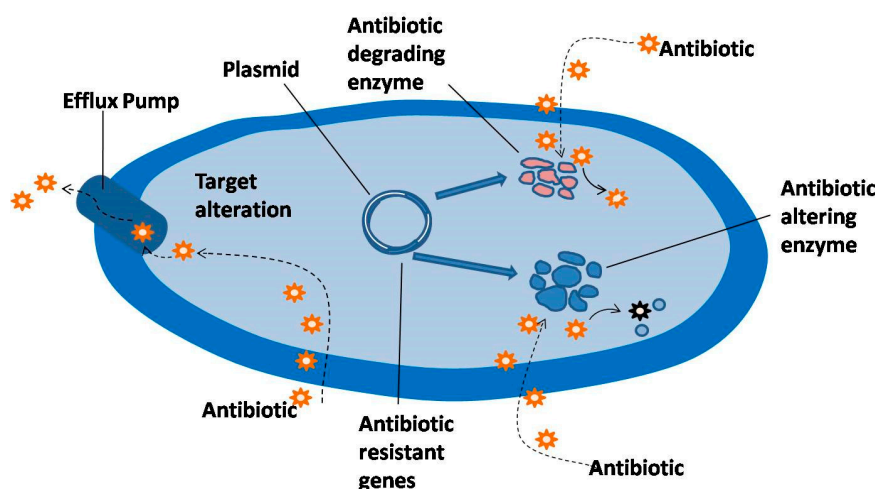 Antibiotic
degrading
enzyme
Antibiotic
Plasmid
Efflux Pump
Target
alteration
Antibiotic
altering
enzyme
Antibiotic
Antibiotic
resistant
genes
Antibiotic